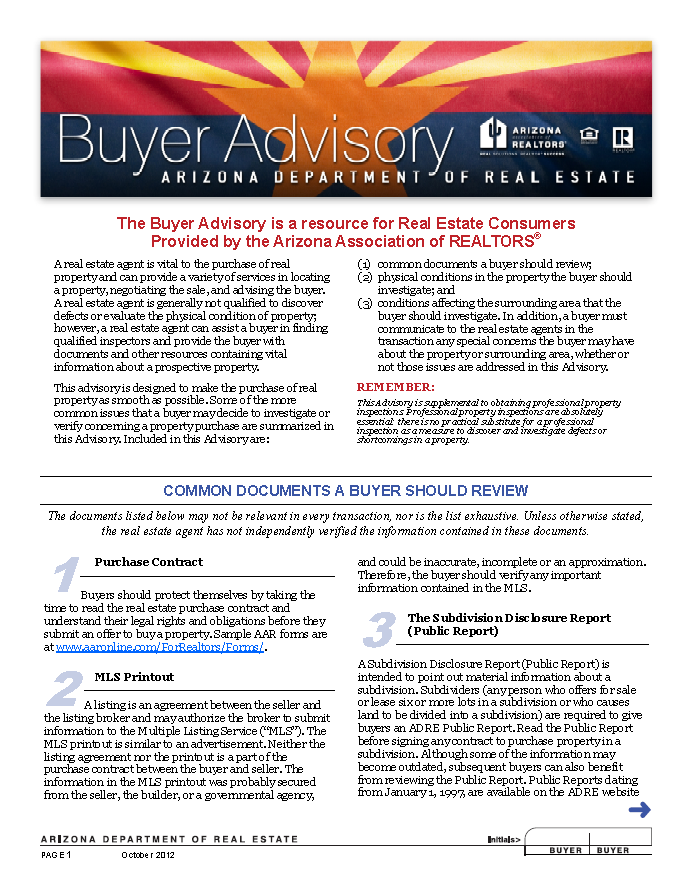 Buyer Advisory
ARIZONA
association of
REALTORS®
REAL SOLUTIONS. REALTOR® SUCCESS.
R
REALTOR®
ARIZONA DEPARTMENT OF REAL ESTATE
The Buyer Advisory is a resource for Real Estate Consumers
Provided by the Arizona Association of REALTORS®
A real estate agent is vital to the purchase of real
property and can provide a variety of services in locating
a property, negotiating the sale, and advising the buyer.
A real estate agent is generally not qualified to discover
defects or evaluate the physical condition of property;
however, a real estate agent can assist a buyer in finding
qualified inspectors and provide the buyer with
documents and other resources containing vital
information about a prospective property.
This advisory is designed to make the purchase of real
property as smooth as possible. Some of the more
common issues that a buyer may decide to investigate or
verify concerning a property purchase are summarized in
this Advisory. Included in this Advisory are:
(1) common documents a buyer should review;
(2) physical conditions in the property the buyer should
investigate; and
(3) conditions affecting the surrounding area that the
buyer should investigate. In addition, a buyer must
communicate to the real estate agents in the
transaction any special concerns the buyer may have
about the property or surrounding area, whether or
not those issues are addressed in this Advisory.
REMEMBER:
This Advisory is supplemental to obtaining professional property
inspections. Professional property inspections are absolutely
essential: there is no practical substitute for a professional
inspection as a measure to discover and investigate defects or
shortcomings in a property.
COMMON DOCUMENTS A BUYER SHOULD REVIEW
The documents listed below may not be relevant in every transaction, nor is the list exhaustive. Unless otherwise stated,
the real estate agent has not independently verified the information contained in these documents.
1 Purchase Contract
Buyers should protect themselves by taking the
time to read the real estate purchase contract and
understand their legal rights and obligations before they
submit an offer to buy a property. Sample AAR forms are
at www.aaronline.com/ForRealtors/Forms/.
2 MLS Printout
A listing is an agreement between the seller and
the listing broker and may authorize the broker to submit
information to the Multiple Listing Service (“MLS”). The
MLS printout is similar to an advertisement. Neither the
listing agreement nor the printout is a part of the
purchase contract between the buyer and seller. The
information in the MLS printout was probably secured
from the seller, the builder, or a governmental agency,
and could be inaccurate, incomplete or an approximation.
Therefore, the buyer should verify any important
information contained in the MLS.
3 The Subdivision Disclosure Report
(Public Report)
A Subdivision Disclosure Report (Public Report) is
intended to point out material information about a
subdivision. Subdividers (any person who offers for sale
or lease six or more lots in a subdivision or who causes
land to be divided into a subdivision) are required to give
buyers an ADRE Public Report. Read the Public Report
before signing any contract to purchase property in a
subdivision. Although some of the information may
become outdated, subsequent buyers can also benefit
from reviewing the Public Report. Public Reports dating
from January 1, 1997, are available on the ADRE website
ARIZONA DEPARTMENT OF REAL ESTATE
Initials>
BUYER BUYER
PAGE 1 October 2012